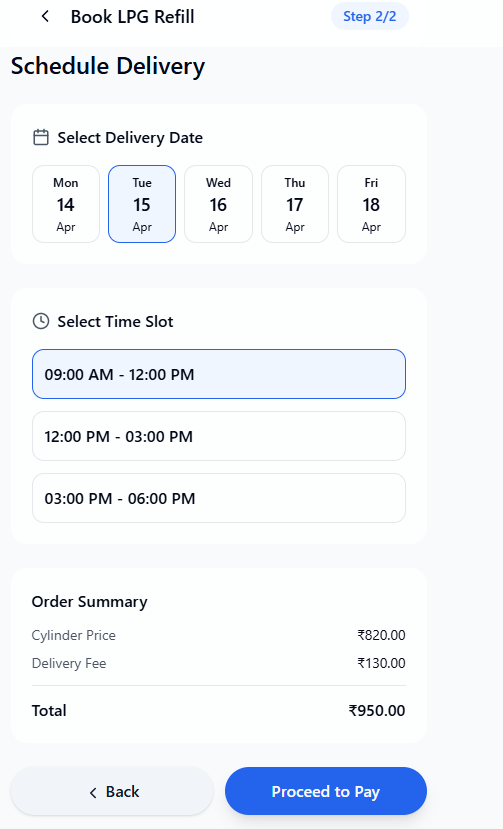 Book LPG Refill Step 2/2
Schedule Delivery
Select Delivery Date
Mon Tue Wed Thu Fri
14 15 16 17 18
Apr Apr Apr Apr Apr
Select Time Slot
09:00 AM - 12:00 PM
12:00 PM - 03:00 PM
03:00 PM - 06:00 PM
Order Summary
Cylinder Price ₹820.00
Delivery Fee ₹130.00
Total ₹950.00
Back Proceed to Pay